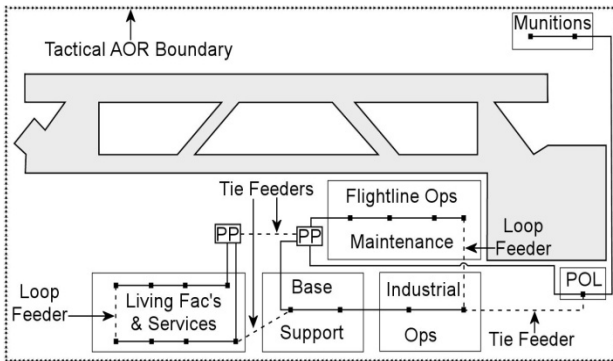 Munitions
Tactical AOR Boundary
Tie Feeders
Flightline Ops
PP
PP
Maintenance
Loop
Feeder
Loop
Feeder
Living Fac's
& Services
Base
Support
Industrial
Ops
POL
Tie Feeder